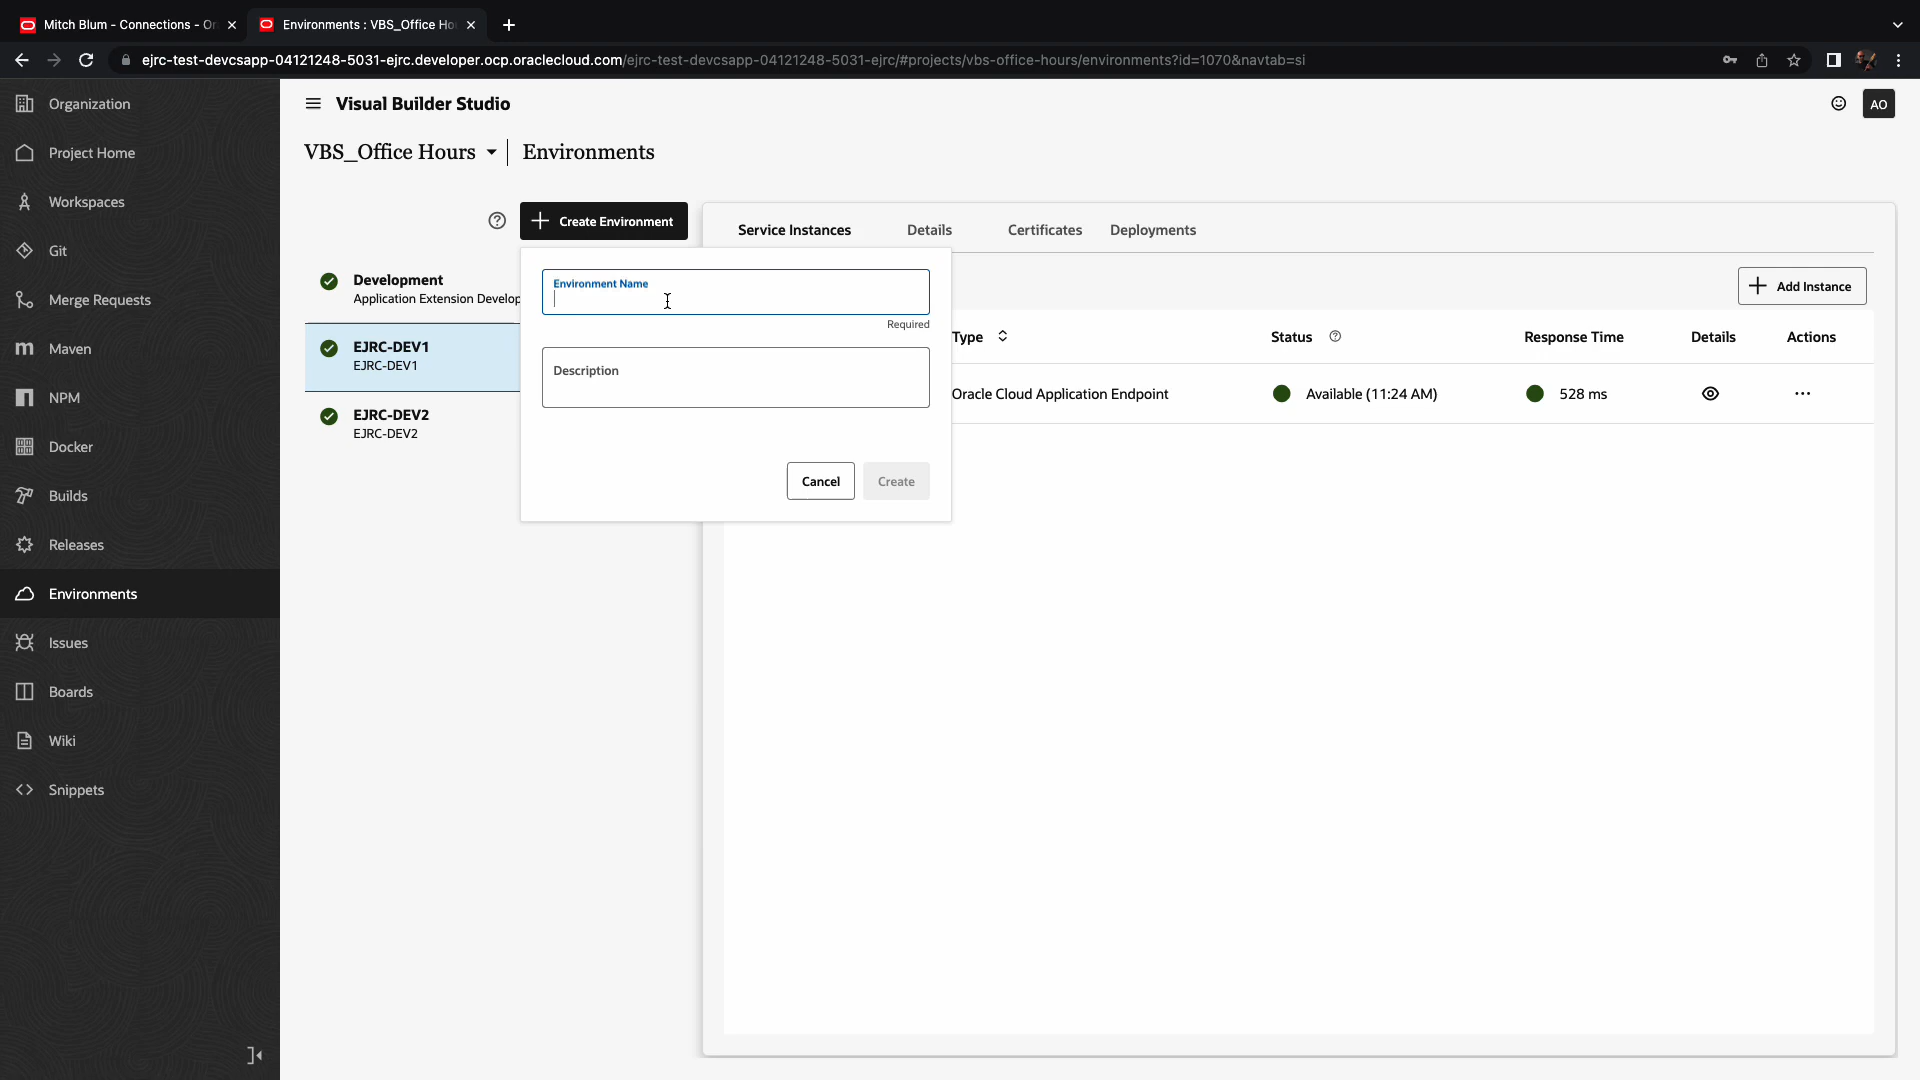 Mitch Blum - Connections - Or
Environments : VBS_Office Ho
ejrc-test-devcsapp-04121248-5031-ejrc.developer.ocp.oraclecloud.com/ejrc-test-devcsapp-04121248-5031-ejrc/#projects/vbs-office-hours/environments?id=1070&navtab=si
Organization
Project Home
Workspaces
Git
Merge Requests
Maven
NPM
Docker
Builds
Releases
Environments
Issues
Boards
Wiki
Snippets
Visual Builder Studio
AO
VBS_Office Hours
Environments
Create Environment
Development
Application Extension Develop
EJRC-DEV1
EJRC-DEV1
EJRC-DEV2
EJRC-DEV2
Environment Name
Required
Description
Cancel Create
Service Instances Details Certificates Deployments
Add Instance
Type Status Response Time Details Actions
Oracle Cloud Application Endpoint Available (11:24 AM) 528 ms